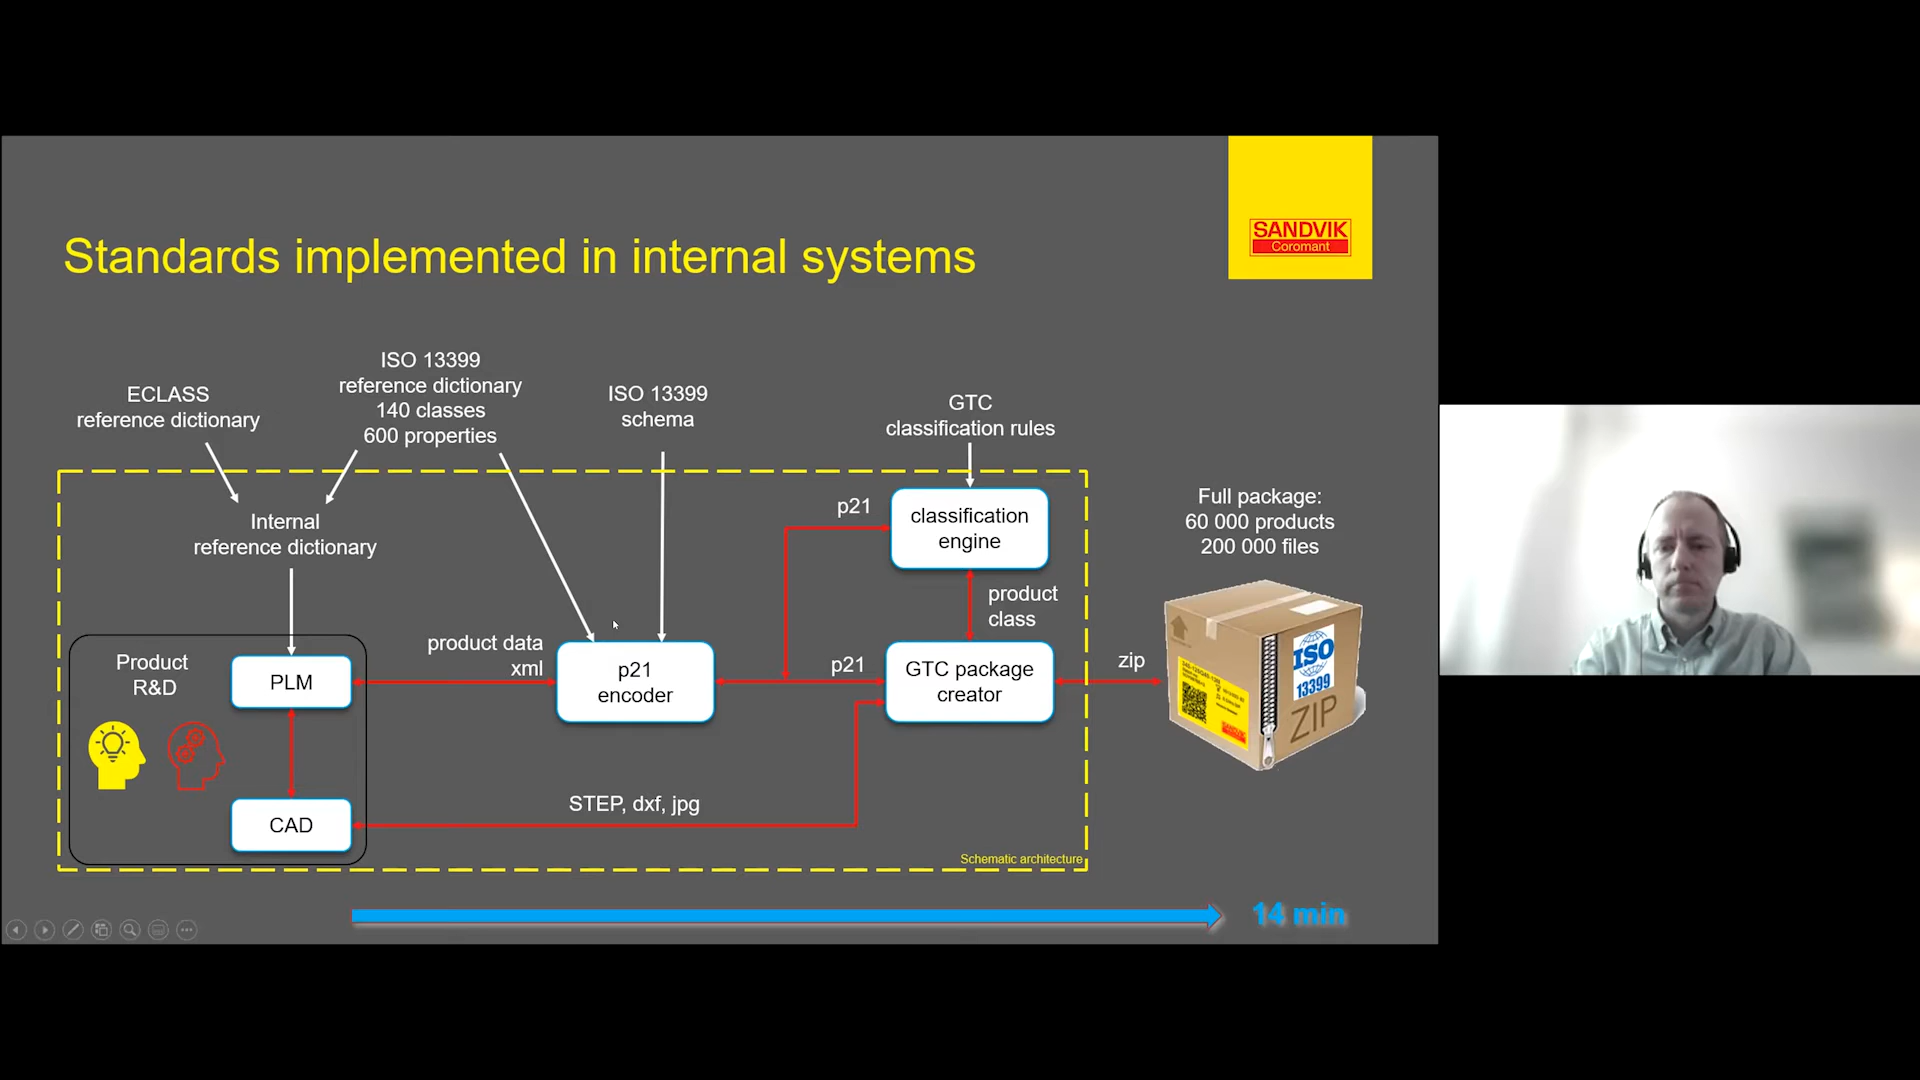 SANDVIK
Coromant
Standards implemented in internal systems
ECLASS
reference dictionary
ISO 13399
reference dictionary
140 classes
600 properties
ISO 13399
schema
GTC
classification rules
Internal
reference dictionary
p21
classification
engine
Full package:
60 000 products
200 000 files
product
class
Product
R&D
PLM
product data
xml
p21
encoder
p21
GTC package
creator
zip
ISO
13399
ZIP
SANDVIK
CAD
STEP, dxf, jpg
Schematic architecture
14 min